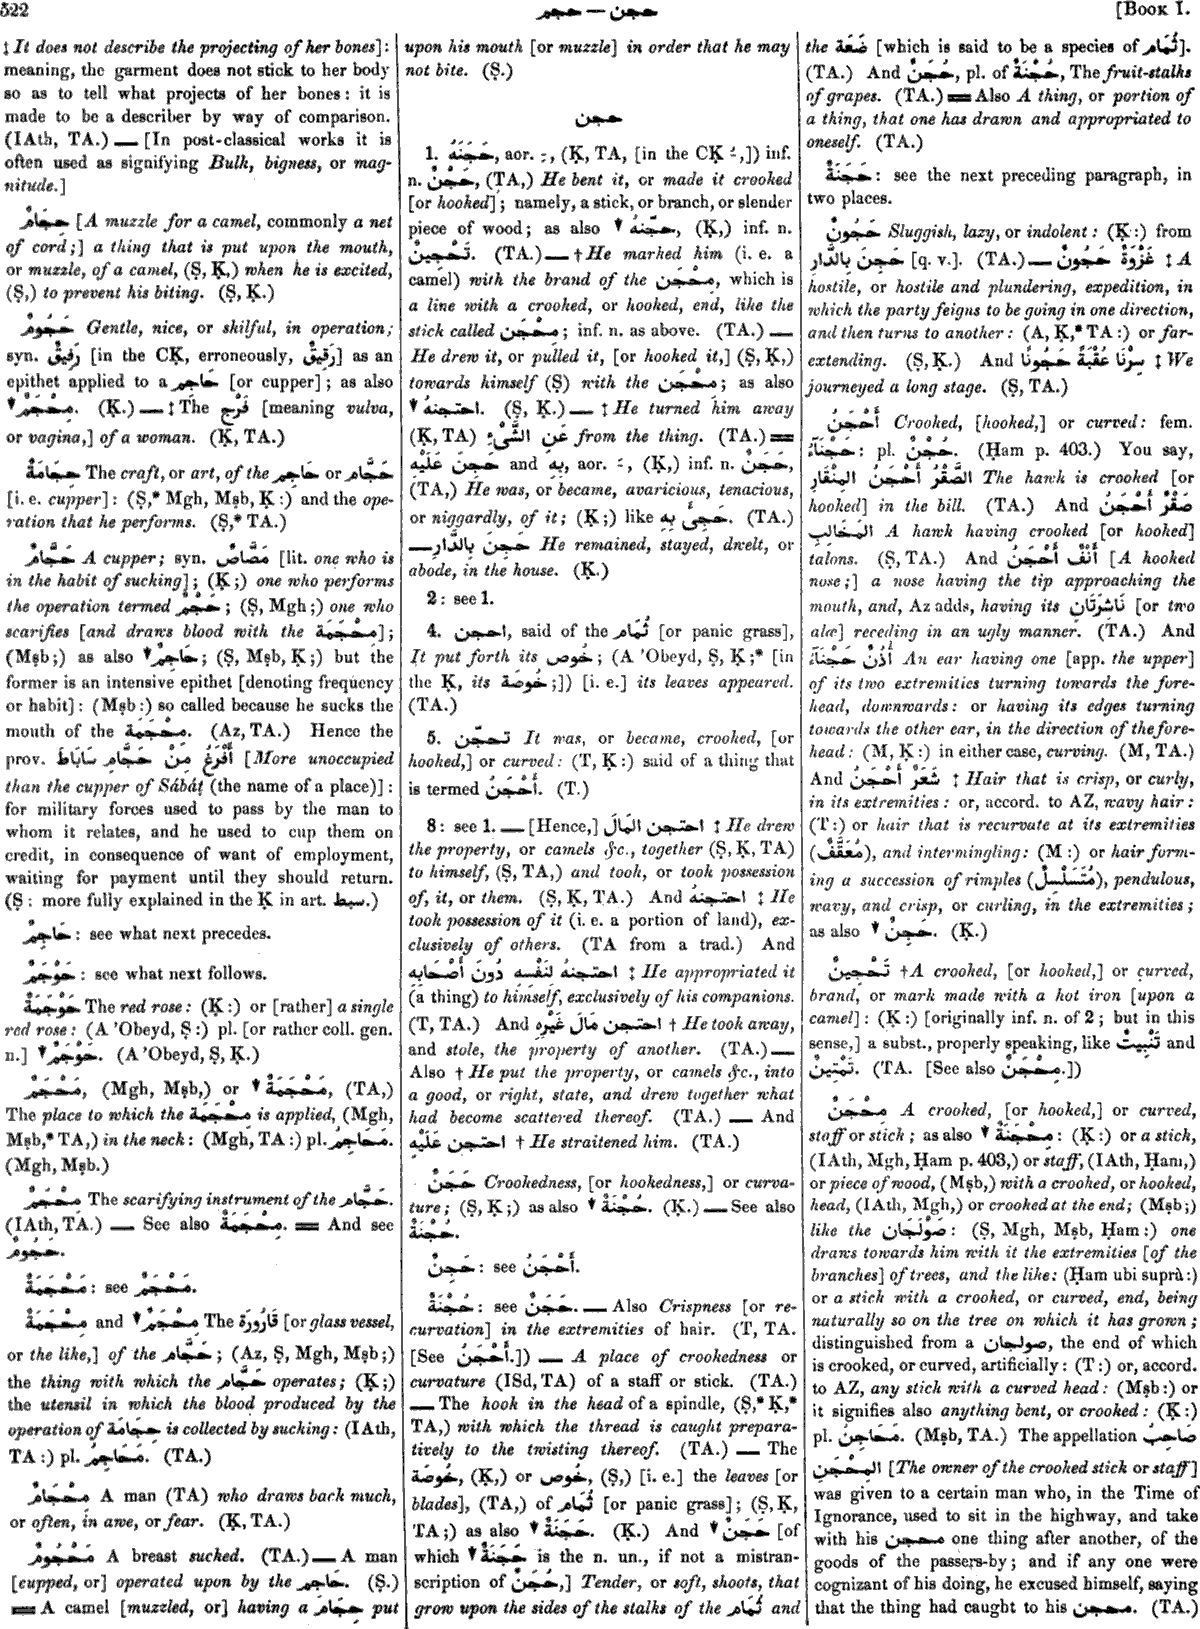 522
حجن — حجم
[Book I.
‡ It does not describe the projecting of her bones]:
meaning, the garment does not stick to her body
so as to tell what projects of her bones: it is
made to be a describer by way of comparison.
(IAth, TA.) — [In post-classical works it is
often used as signifying Bulk, bigness, or mag-
nitude.]
حِجَامٌ [A muzzle for a camel, commonly a net
of cord;] a thing that is put upon the mouth,
or muzzle, of a camel, (Ṣ, Ḳ,) when he is excited,
(Ṣ,) to prevent his biting. (Ṣ, Ḳ.)
حَجُومٌ Gentle, nice, or skilful, in operation;
syn. رَفِيقٌ [in the CḲ, erroneously, رَقِيقٌ] as an
epithet applied to a حَاجِم [or cupper]; as also
▼ مِحْجَمٌ. (Ḳ.) — ‡ The فَرْج [meaning vulva,
or vagina,] of a woman. (Ḳ, TA.)
حِجَامَةٌ The craft, or art, of the حَاجِم or حَجَّام
[i. e. cupper]: (Ṣ,* Mgh, Mṣb, Ḳ:) and the ope-
ration that he performs. (Ṣ,* TA.)
حَجَّامٌ A cupper; syn. مَصَّاصٌ [lit. one who is
in the habit of sucking]; (Ḳ;) one who performs
the operation termed حَجْمٌ; (Ṣ, Mgh;) one who
scarifies [and draws blood with the مِحْجَمَة];
(Mṣb;) as also ▼ حَاجِمٌ; (Ṣ, Mṣb, Ḳ;) but the
former is an intensive epithet [denoting frequency
or habit]: (Mṣb:) so called because he sucks the
mouth of the مِحْجَمَة. (Az, TA.) Hence the
prov. أَفْرَغُ مِنْ حَجَّامِ سَابَاطَ [More unoccupied
than the cupper of Sábáṭ (the name of a place)]:
for military forces used to pass by the man to
whom it relates, and he used to cup them on
credit, in consequence of want of employment,
waiting for payment until they should return.
(Ṣ: more fully explained in the Ḳ in art. سبط.)
حَاجِمٌ: see what next precedes.
حَوْجَمٌ: see what next follows.
حَوْجَمَةٌ The red rose: (Ḳ:) or [rather] a single
red rose: (A ’Obeyd, Ṣ:) pl. [or rather coll. gen.
n.] ▼ حَوْجَمٌ. (A ’Obeyd, Ṣ, Ḳ.)
مَحْجَمٌ, (Mgh, Mṣb,) or ▼ مَحْجَمَةٌ, (TA,)
The place to which the مِحْجَمَة is applied, (Mgh,
Mṣb,* TA,) in the neck: (Mgh, TA:) pl. مَحَاجِمُ.
(Mgh, Mṣb.)
مِحْجَمٌ The scarifying instrument of the حَجَّام.
(IAth, TA.) — See also مِحْجَمَةٌ. ═ And see
حَجُومٌ.
مَحْجَمَةٌ: see مَحْجَمٌ.
مِحْجَمَةٌ and ▼ مِحْجَمٌ The قَارُورَة [or glass vessel,
or the like,] of the حَجَّام; (Az, Ṣ, Mgh, Mṣb;)
the thing with which the حَجَّام operates; (Ḳ;)
the utensil in which the blood produced by the
operation of حِجَامَة is collected by sucking: (IAth,
TA:) pl. مَحَاجِمُ. (TA.)
مِحْجَامٌ A man (TA) who draws back much,
or often, in awe, or fear. (Ḳ, TA.)
مَحْجُومٌ A breast sucked. (TA.) — A man
[cupped, or] operated upon by the حَاجِم. (Ṣ.)
═ A camel [muzzled, or] having a حِجَام put
upon his mouth [or muzzle] in order that he may
not bite. (Ṣ.)
حجن
1. حَجَنَهُ, aor. ـِ, (Ḳ, TA, [in the CḲ ـُ,]) inf.
n. حَجْنٌ, (TA,) He bent it, or made it crooked
[or hooked]; namely, a stick, or branch, or slender
piece of wood; as also ▼ حجّنهُ, (Ḳ,) inf. n.
تَحْجِينٌ. (TA.) — † He marked him (i. e. a
camel) with the brand of the مِحْجَن, which is
a line with a crooked, or hooked, end, like the
stick called مِحْجَن; inf. n. as above. (TA.) —
He drew it, or pulled it, [or hooked it,] (Ṣ, Ḳ,)
towards himself (Ṣ) with the مِحْجَن; as also
▼ احتجنهُ. (Ṣ, Ḳ.) — ‡ He turned him away
(Ḳ, TA) عَنِ الشَّىْءِ from the thing. (TA.) ═
حَجِنَ عَلَيْهِ and بِهِ, aor. ـَ, (Ḳ,) inf. n. حَجَنٌ,
(TA,) He was, or became, avaricious, tenacious,
or niggardly, of it; (Ḳ;) like حَجِئَ بِهِ. (TA.)
— حَجِنَ بِالدَّارِ He remained, stayed, dwelt, or
abode, in the house. (Ḳ.)
2: see 1.
4. احجن, said of the ثُمَام [or panic grass],
It put forth its خُوص; (A ’Obeyd, Ṣ, Ḳ;* [in
the Ḳ, its خُوصَة;]) [i. e.] its leaves appeared.
(TA.)
5. تحجّن It was, or became, crooked, [or
hooked,] or curved: (T, Ḳ:) said of a thing that
is termed أَحْجَنُ. (T.)
8: see 1. — [Hence,] احتجن المَالَ ‡ He drew
the property, or camels &c., together (Ṣ, Ḳ, TA)
to himself, (Ṣ, TA,) and took, or took possession
of, it, or them. (Ṣ, Ḳ, TA.) And احتجنهُ ‡ He
took possession of it (i. e. a portion of land), ex-
clusively of others. (TA from a trad.) And
احتجنهُ لِنَفْسِهِ دُونَ أَصْحَابِهِ ‡ He appropriated it
(a thing) to himself, exclusively of his companions.
(T, TA.) And احتجن مَالَ غَيْرِهِ † He took away,
and stole, the property of another. (TA.) —
Also † He put the property, or camels &c., into
a good, or right, state, and drew together what
had become scattered thereof. (TA.) — And
احتجن عَلَيْهِ † He straitened him. (TA.)
حَجَنٌ Crookedness, [or hookedness,] or curva-
ture; (Ṣ, Ḳ;) as also ▼ حُجْنَةٌ. (Ḳ.) — See also
حُجْنَةٌ.
حَجِنٌ: see أَحْجَنُ.
حُجْنَةٌ: see حَجَنٌ. — Also Crispness [or re-
curvation] in the extremities of hair. (T, TA.
[See أَحْجَنُ.]) — A place of crookedness or
curvature (ISd, TA) of a staff or stick. (TA.)
— The hook in the head of a spindle, (Ṣ,* Ḳ,*
TA,) with which the thread is caught prepara-
tively to the twisting thereof. (TA.) — The
خُوصَة, (Ḳ,) or خُوص, (Ṣ,) [i. e.] the leaves [or
blades], (TA,) of ثُمَام [or panic grass]; (Ṣ, Ḳ,
TA;) as also ▼ حَجَنَةٌ. (Ḳ.) And ▼ حَجَنٌ [of
which ▼ حَجَنَةٌ is the n. un., if not a mistran-
scription of حُجَنٌ,] Tender, or soft, shoots, that
grow upon the sides of the stalks of the ثُمَام and
the ضَعَة [which is said to be a species of ثُمَام].
(TA.) And حُجَنٌ, pl. of حُجْنَةٌ, The fruit-stalks
of grapes. (TA.) ═ Also A thing, or portion of
a thing, that one has drawn and appropriated to
oneself. (TA.)
حَجَنَةٌ: see the next preceding paragraph, in
two places.
حَجُونٌ Sluggish, lazy, or indolent: (Ḳ:) from
حَجِنَ بِالدَّارِ [q. v.]. (TA.) — غَزْوَةٌ حَجُونٌ ‡ A
hostile, or hostile and plundering, expedition, in
which the party feigns to be going in one direction,
and then turns to another: (A, Ḳ,* TA:) or far-
extending. (Ṣ, Ḳ.) And سِرْنَا عُقْبَةً حَجُونًا ‡ We
journeyed a long stage. (Ṣ, TA.)
أَحْجَنُ Crooked, [hooked,] or curved: fem.
حَجْنَآءُ: pl. حُجْنٌ. (Ḥam p. 403.) You say,
الصَّقْرُ أَحْجَنُ المِنْقَارِ The hawk is crooked [or
hooked] in the bill. (TA.) And صَقْرٌ أَحْجَنُ
المَخَالِبِ A hawk having crooked [or hooked]
talons. (Ṣ, TA.) And أَنْفٌ أَحْجَنُ [A hooked
nose;] a nose having the tip approaching the
mouth, and, Az adds, having its نَاشِرَتَانِ [or two
alæ] receding in an ugly manner. (TA.) And
أُذُنٌ حَجْنَآءُ An ear having one [app. the upper]
of its two extremities turning towards the fore-
head, downwards: or having its edges turning
towards the other ear, in the direction of the fore-
head: (M, Ḳ:) in either case, curving. (M, TA.)
And شَعَرٌ أَحْجَنُ ‡ Hair that is crisp, or curly,
in its extremities: or, accord. to AZ, wavy hair:
(T:) or hair that is recurvate at its extremities
(مُعَقَّفٌ), and intermingling: (M:) or hair form-
ing a succession of rimples (مُتَسَلْسِلٌ), pendulous,
wavy, and crisp, or curling, in the extremities;
as also ▼ حَجِنٌ. (Ḳ.)
تَحْجِينٌ † A crooked, [or hooked,] or curved,
brand, or mark made with a hot iron [upon a
camel]: (Ḳ:) [originally inf. n. of 2; but in this
sense,] a subst., properly speaking, like تَنْبِيتٌ and
تَمْتِينٌ. (TA. [See also مِحْجَنٌ.])
مِحْجَنٌ A crooked, [or hooked,] or curved,
staff or stick; as also ▼ مِحْجَنَةٌ: (Ḳ:) or a stick,
(IAth, Mgh, Ḥam p. 403,) or staff, (IAth, Ḥam,)
or piece of wood, (Mṣb,) with a crooked, or hooked,
head, (IAth, Mgh,) or crooked at the end; (Mṣb;)
like the صَوْلَجَان: (Ṣ, Mgh, Mṣb, Ḥam:) one
draws towards him with it the extremities [of the
branches] of trees, and the like: (Ḥam ubi suprà:)
or a stick with a crooked, or curved, end, being
naturally so on the tree on which it has grown;
distinguished from a صولجان, the end of which
is crooked, or curved, artificially: (T:) or, accord.
to AZ, any stick with a curved head: (Mṣb:) or
it signifies also anything bent, or crooked: (Ḳ:)
pl. مَحَاجِنُ. (Mṣb, TA.) The appellation صَاحِبُ
المِحْجَنِ [The owner of the crooked stick or staff]
was given to a certain man who, in the Time of
Ignorance, used to sit in the highway, and take
with his محجن one thing after another, of the
goods of the passers-by; and if any one were
cognizant of his doing, he excused himself, saying
that the thing had caught to his محجن. (TA.)